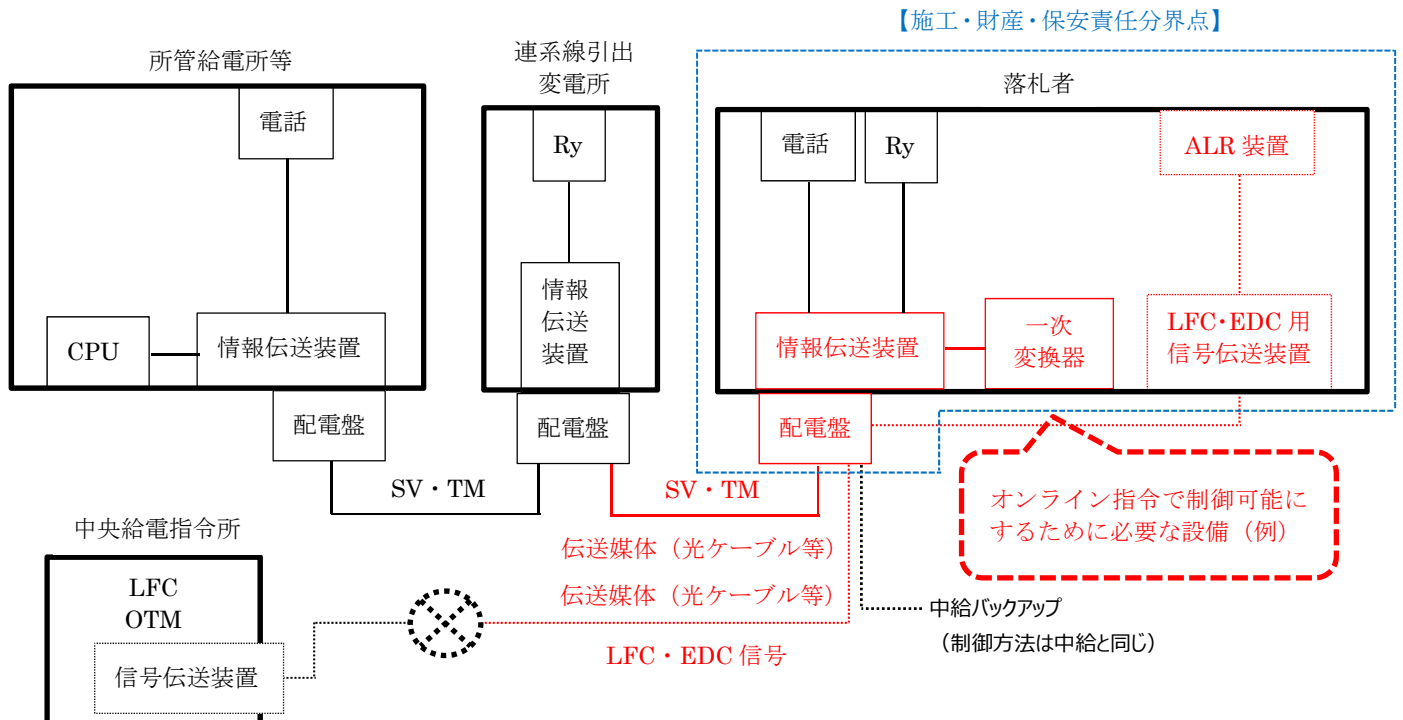 【施工・財産・保安責任分界点】
所管給電所等
連系線引出
変電所
落札者
電話
Ry
電話
Ry
ALR 装置
情報
伝送
装置
CPU
情報伝送装置
情報伝送装置
一次
変換器
LFC・EDC 用
信号伝送装置
配電盤
配電盤
配電盤
SV・TM
SV・TM
オンライン指令で制御可能に
するために必要な設備（例）
中央給電指令所
伝送媒体（光ケーブル等）
伝送媒体（光ケーブル等）
LFC
OTM
中給バックアップ
（制御方法は中給と同じ）
LFC・EDC 信号
信号伝送装置